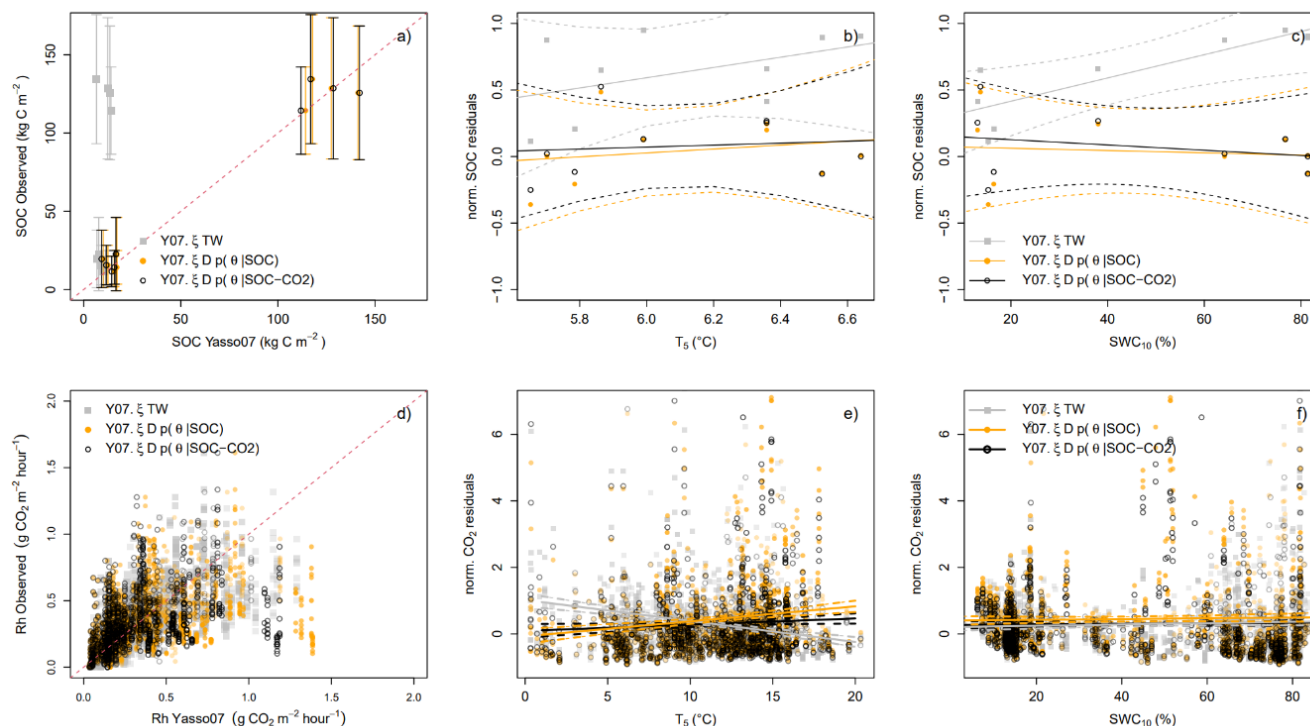 a)
SOC Observed (kg C m⁻²)
150
100
50
0
Y07. ξ TW
Y07. ξ D p( θ |SOC)
Y07. ξ D p( θ |SOC−CO2)
0 50 100 150
SOC Yasso07 (kg C m⁻²)
b)
norm. SOC residuals
1.0
0.5
0.0
−0.5
−1.0
Y07. ξ TW
Y07. ξ D p( θ |SOC)
Y07. ξ D p( θ |SOC−CO2)
5.8 6.0 6.2 6.4 6.6
T₅ (°C)
c)
norm. SOC residuals
1.0
0.5
0.0
−0.5
−1.0
Y07. ξ TW
Y07. ξ D p( θ |SOC)
Y07. ξ D p( θ |SOC−CO2)
20 40 60 80
SWC₁₀ (%)
d)
Rh Observed (g CO₂ m⁻² hour⁻¹)
2.0
1.5
1.0
0.5
0.0
Y07. ξ TW
Y07. ξ D p( θ |SOC)
Y07. ξ D p( θ |SOC−CO2)
0.0 0.5 1.0 1.5 2.0
Rh Yasso07 (g CO₂ m⁻² hour⁻¹)
e)
norm. CO₂ residuals
6
4
2
0
0 5 10 15 20
T₅ (°C)
f)
norm. CO₂ residuals
6
4
2
0
Y07. ξ TW
Y07. ξ D p( θ |SOC)
Y07. ξ D p( θ |SOC−CO2)
20 40 60 80
SWC₁₀ (%)